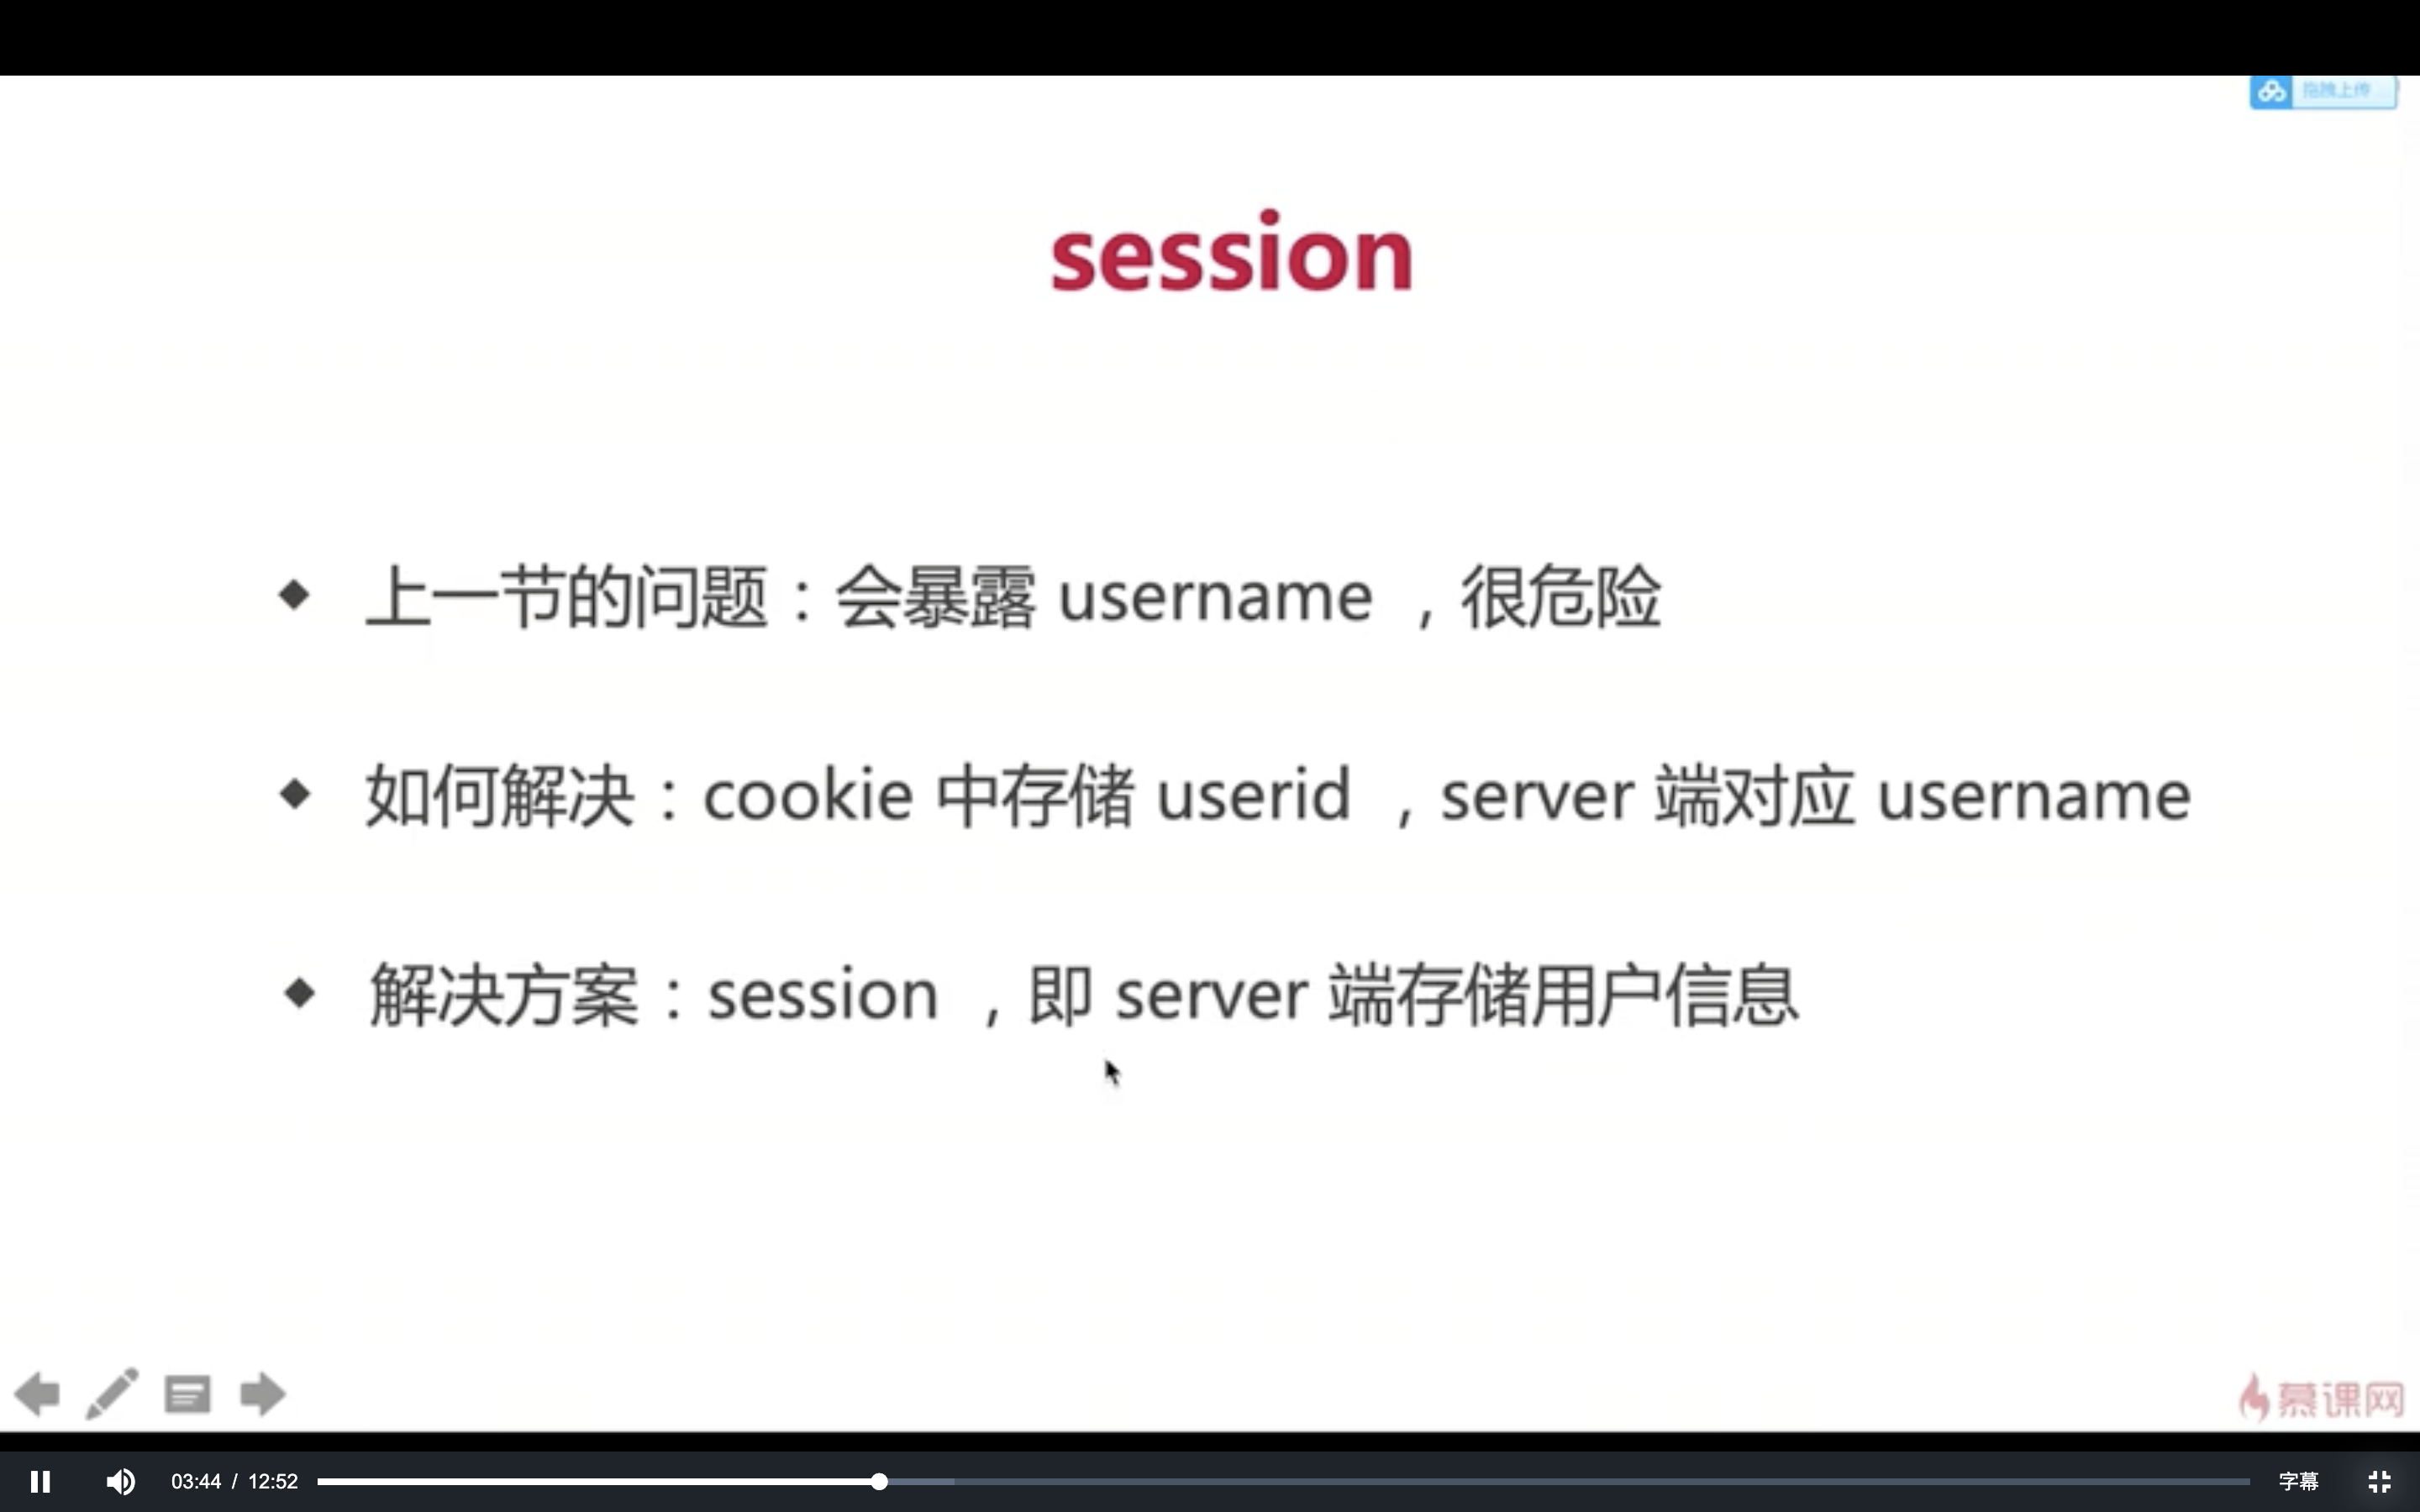 拖拽上传
session
◆ 上一节的问题：会暴露 username ，很危险
◆ 如何解决：cookie 中存储 userid ，server 端对应 username
◆ 解决方案：session ，即 server 端存储用户信息
慕课网
03:44 / 12:52
字幕